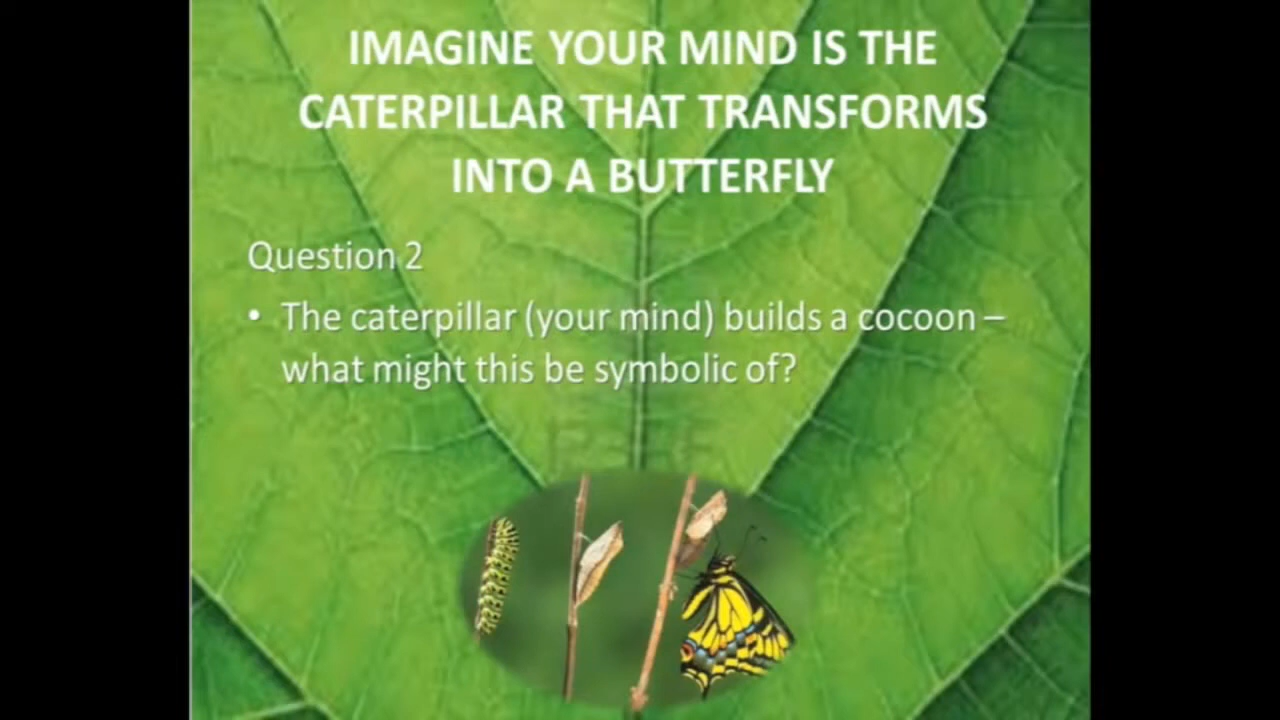 IMAGINE YOUR MIND IS THE
CATERPILLAR THAT TRANSFORMS
INTO A BUTTERFLY
Question 2
• The caterpillar (your mind) builds a cocoon –
what might this be symbolic of?